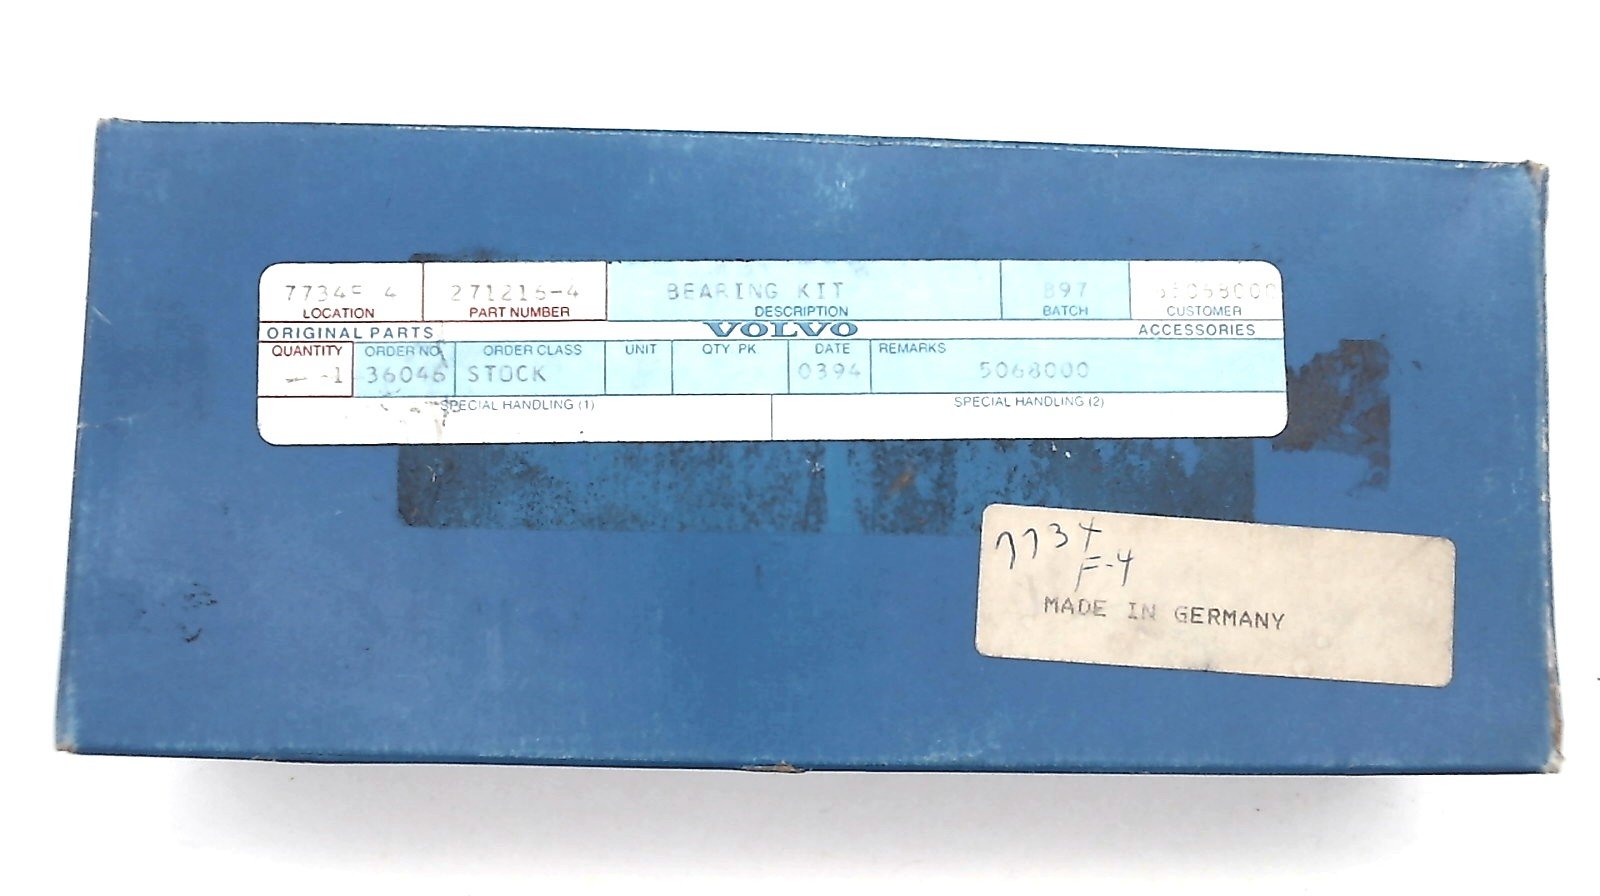 7734F 4 271216-4 BEARING KIT 897
LOCATION PART NUMBER DESCRIPTION BATCH CUSTOMER
ORIGINAL PARTS VOLVO ACCESSORIES
QUANTITY ORDER NO ORDER CLASS UNIT QTY PK DATE REMARKS
-1 36046 STOCK 0394 5068000
SPECIAL HANDLING (1) SPECIAL HANDLING (2)
7734
F-4
MADE IN GERMANY